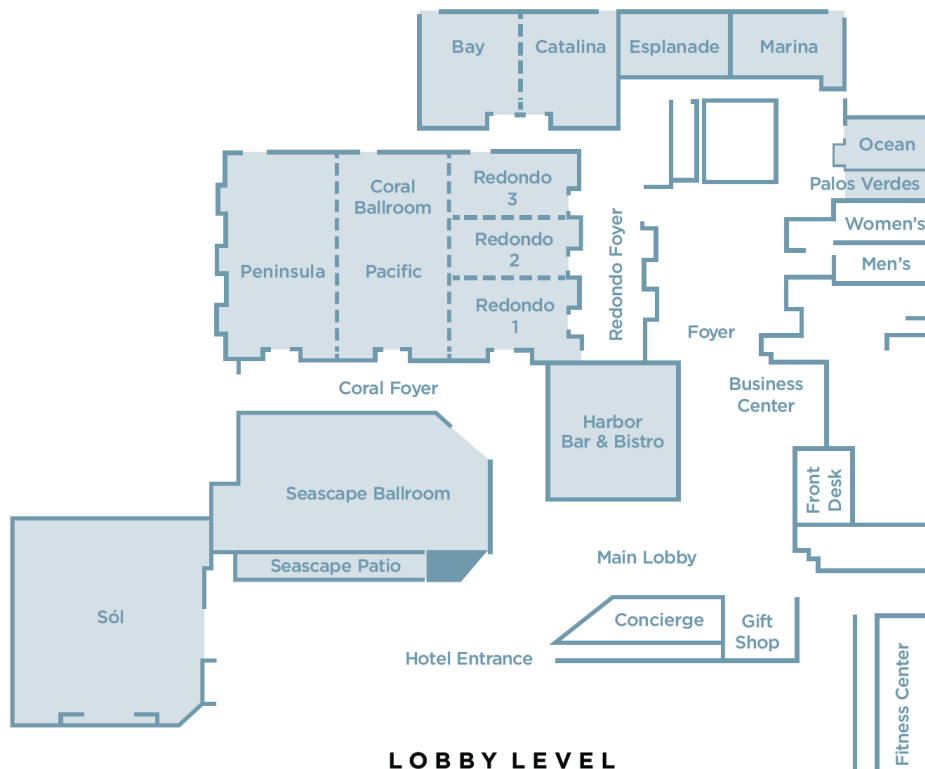 Bay
Catalina
Esplanade
Marina
Ocean
Palos Verdes
Women's
Men's
Coral
Ballroom
Redondo
3
Redondo
2
Redondo
1
Peninsula
Pacific
Redondo Foyer
Foyer
Coral Foyer
Business
Center
Harbor
Bar & Bistro
Front
Desk
Seascape Ballroom
Seascape Patio
Main Lobby
Sól
Concierge
Gift
Shop
Hotel Entrance
Fitness Center
LOBBY LEVEL